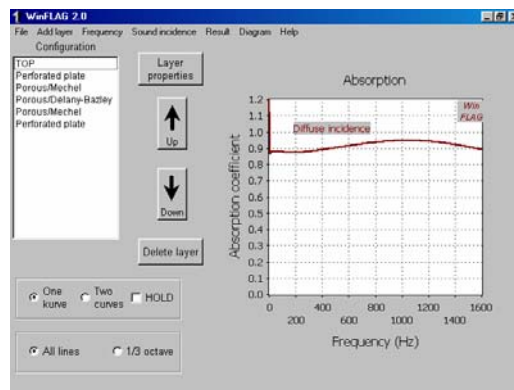 WinFLAG 2.0
File Add layer Frequency Sound incidence Result Diagram Help
Configuration
TOP
Perforated plate
Porous/Mechel
Porous/Delany-Bazley
Porous/Mechel
Perforated plate
Layer
properties
Up
Down
Delete layer
One
kurve
Two
curves
HOLD
All lines
1/3 octave
Absorption
Win
FLAG
Diffuse incidence
Absorption coefficient
1.2
1.1
1.0
0.9
0.8
0.7
0.6
0.5
0.4
0.3
0.2
0.1
0.0
0 400 800 1200 1600
200 600 1000 1400
Frequency (Hz)